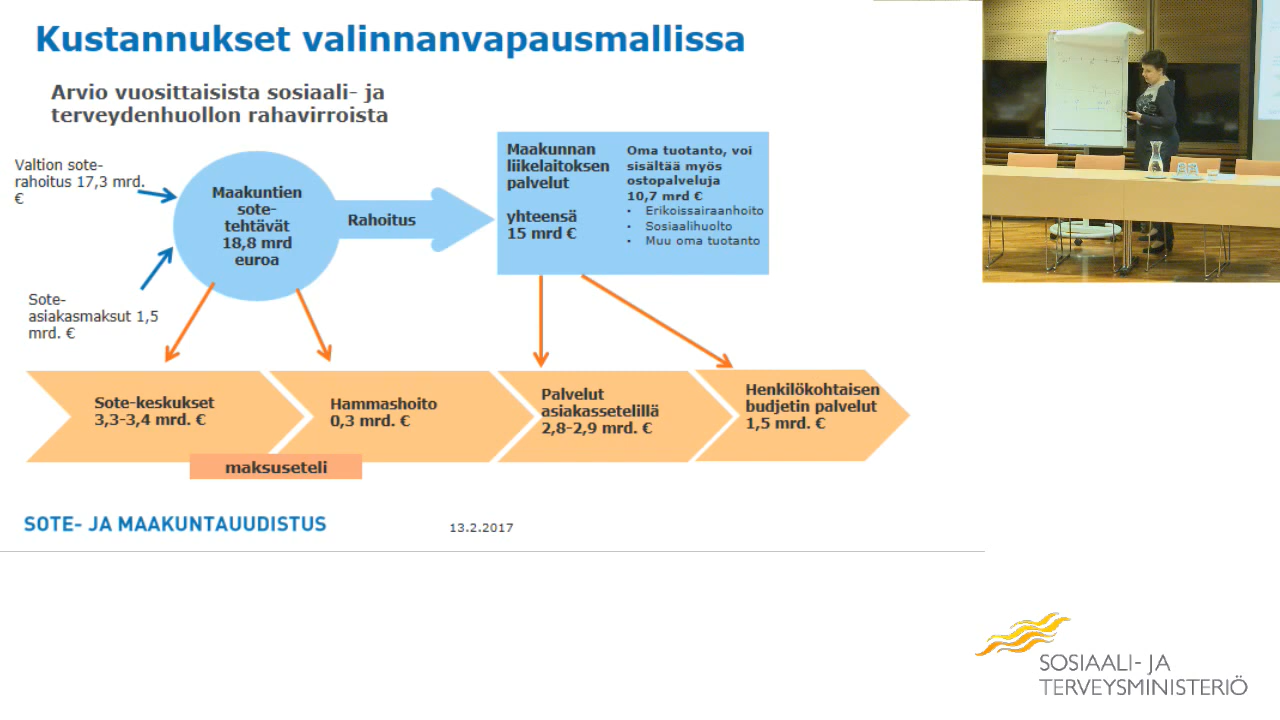 Kustannukset valinnanvapausmallissa
Arvio vuosittaisista sosiaali- ja
terveydenhuollon rahavirroista
Valtion sote-
rahoitus 17,3 mrd.
€
Sote-
asiakasmaksut 1,5
mrd. €
Maakuntien
sote-
tehtävät
18,8 mrd
euroa
Rahoitus
Maakunnan
liikelaitoksen
palvelut
yhteensä
15 mrd €
Oma tuotanto, voi
sisältää myös
ostopalveluja
10,7 mrd €
• Erikoissairaanhoito
• Sosiaalihuolto
• Muu oma tuotanto
Sote-keskukset
3,3-3,4 mrd. €
Hammashoito
0,3 mrd. €
Palvelut
asiakassetelillä
2,8-2,9 mrd. €
Henkilökohtaisen
budjetin palvelut
1,5 mrd. €
maksuseteli
SOTE- JA MAAKUNTAUUDISTUS
13.2.2017
SOSIAALI- JA
TERVEYSMINISTERIÖ